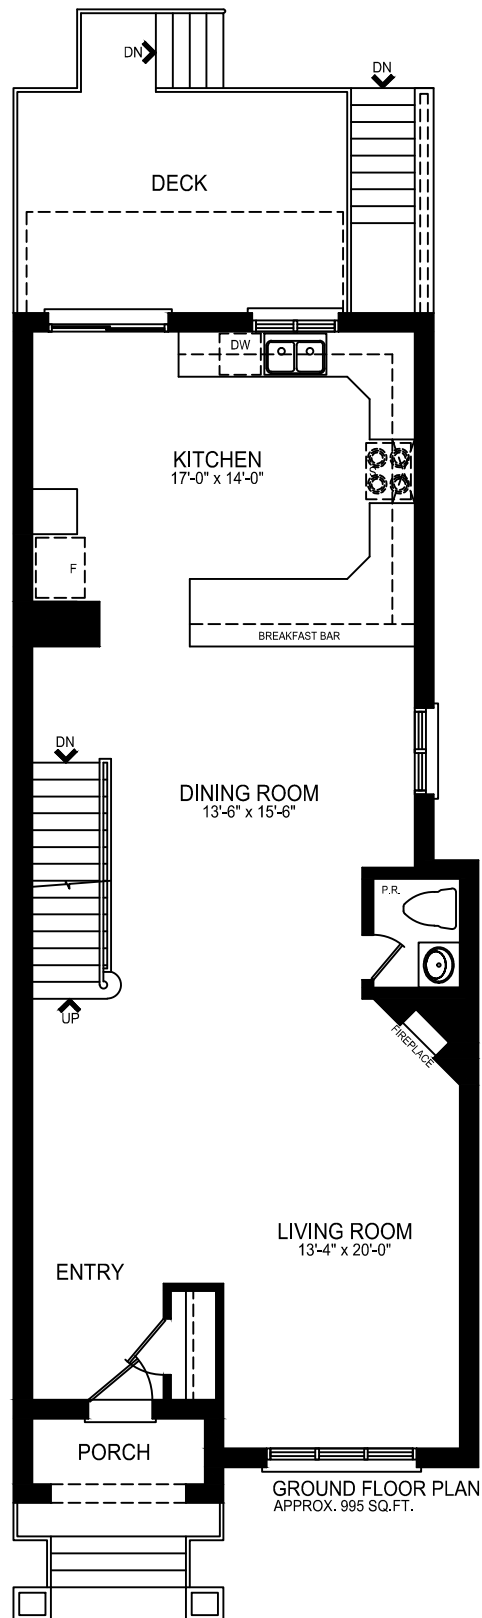 DN
DN
DECK
DW
KITCHEN
17'-0" x 14'-0"
S
F
BREAKFAST BAR
DN
DINING ROOM
13'-6" x 15'-6"
P.R.
UP
FIREPLACE
LIVING ROOM
13'-4" x 20'-0"
ENTRY
PORCH
GROUND FLOOR PLAN
APPROX. 995 SQ.FT.